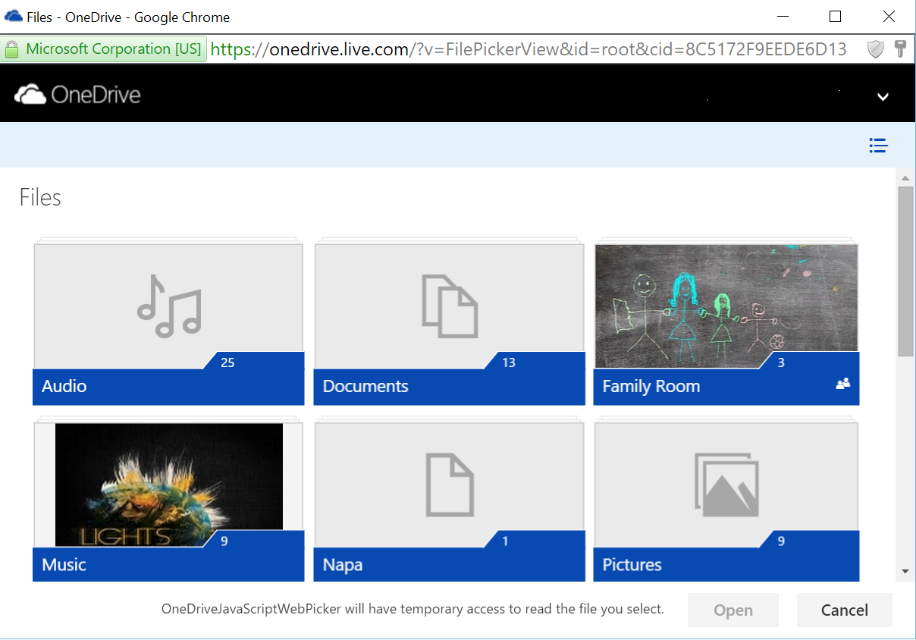 Files - OneDrive - Google Chrome
Microsoft Corporation [US] https://onedrive.live.com/?v=FilePickerView&id=root&cid=8C5172F9EEDE6D13
OneDrive
Files
25 13 3
Audio Documents Family Room
LIGHTS
9 1 9
Music Napa Pictures
OneDriveJavaScriptWebPicker will have temporary access to read the file you select. Open Cancel